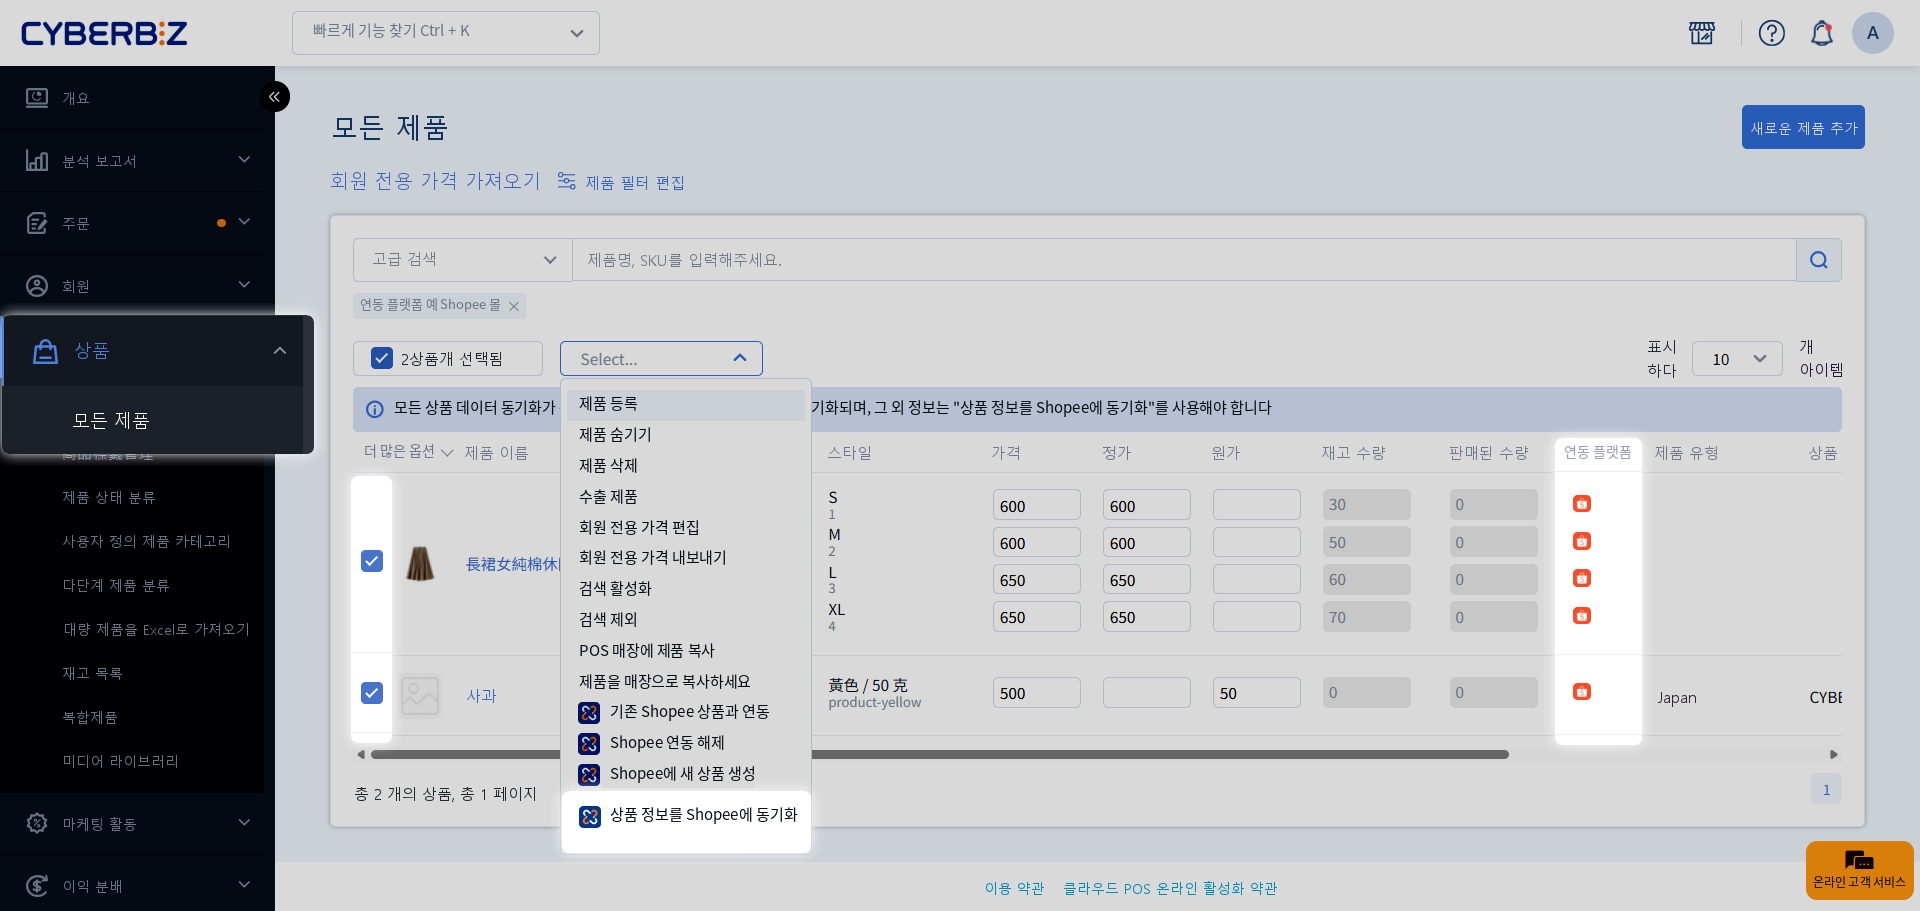 CYBERBIZ
빠르게 기능 찾기 Ctrl + K
A
개요
분석 보고서
주문
회원
상품
모든 제품
제품 상태 분류
사용자 정의 제품 카테고리
다단계 제품 분류
대량 제품을 Excel로 가져오기
재고 목록
복합제품
미디어 라이브러리
마케팅 활동
이익 분배
모든 제품
새로운 제품 추가
회원 전용 가격 가져오기
제품 필터 편집
고급 검색
제품명, SKU를 입력해주세요.
연동 플랫폼 예 Shopee 몰
2상품개 선택됨
Select...
표시
하다
10
개
아이템
모든 상품 데이터 동기화가
기화되며, 그 외 정보는 "상품 정보를 Shopee에 동기화"를 사용해야 합니다
더 많은 옵션
제품 이름
스타일
가격
정가
원가
재고 수량
판매된 수량
연동 플랫폼
제품 유형
상품
長裙女純棉休
S
1
600
600
30
0
M
2
600
600
50
0
L
3
650
650
60
0
XL
4
650
650
70
0
사과
黃色 / 50 克
product-yellow
500
50
0
0
Japan
CYBE
제품 등록
제품 숨기기
제품 삭제
수출 제품
회원 전용 가격 편집
회원 전용 가격 내보내기
검색 활성화
검색 제외
POS 매장에 제품 복사
제품을 매장으로 복사하세요
기존 Shopee 상품과 연동
Shopee 연동 해제
Shopee에 새 상품 생성
상품 정보를 Shopee에 동기화
총 2 개의 상품, 총 1 페이지
1
이용 약관
클라우드 POS 온라인 활성화 약관
온라인 고객 서비스